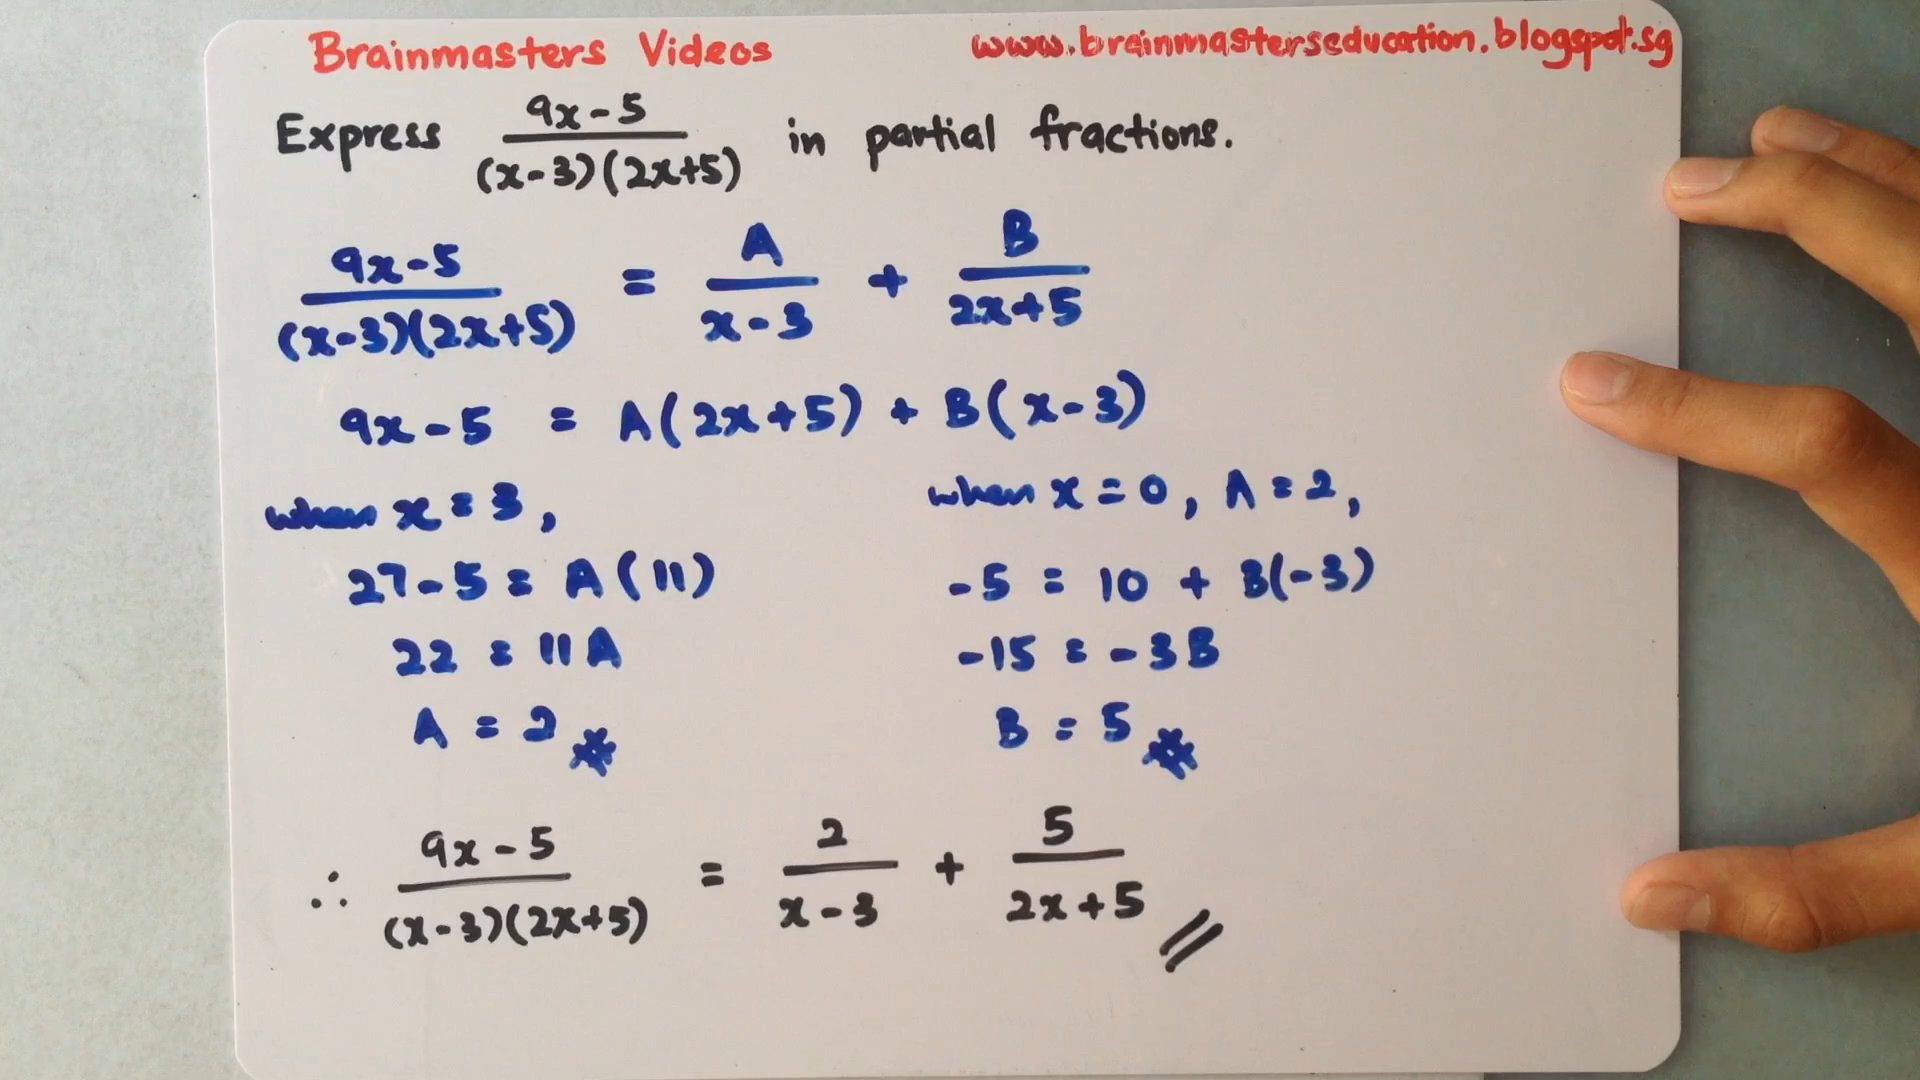 Brainmasters Videos www.brainmasterseducation.blogspot.sg
Express (9x-5)/((x-3)(2x+5)) in partial fractions.
(9x-5)/((x-3)(2x+5)) = A/(x-3) + B/(2x+5)
9x-5 = A(2x+5) + B(x-3)
when x=3,
27-5 = A(11)
22 = 11A
A = 2
when x=0, A=2,
-5 = 10 + B(-3)
-15 = -3B
B = 5
∴ (9x-5)/((x-3)(2x+5)) = 2/(x-3) + 5/(2x+5) //